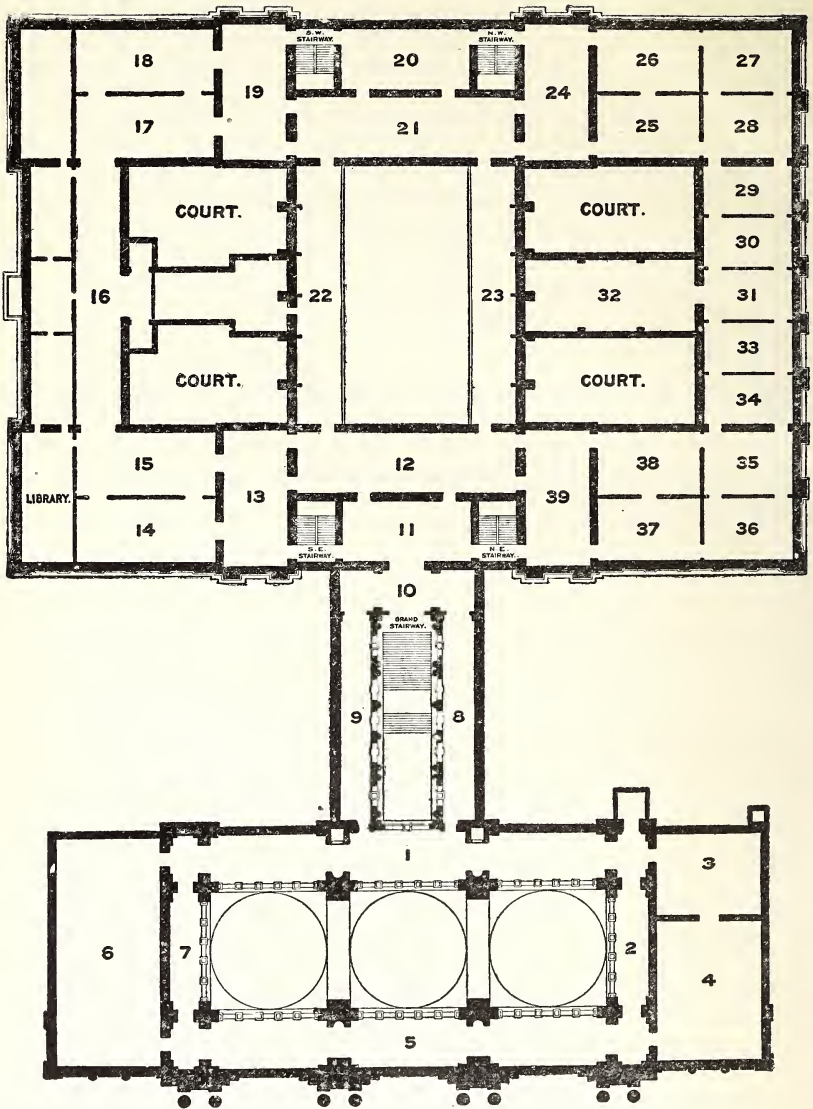 S.W.
STAIRWAY.
N.W.
STAIRWAY.
18
20
26
27
19
24
17
21
25
28
29
COURT.
COURT.
30
16
22
23
32
31
33
COURT.
COURT.
34
15
12
38
35
LIBRARY.
13
39
14
11
37
36
S.E.
STAIRWAY.
N.E.
STAIRWAY.
10
GRAND
STAIRWAY.
9
8
1
3
6
7
2
4
5